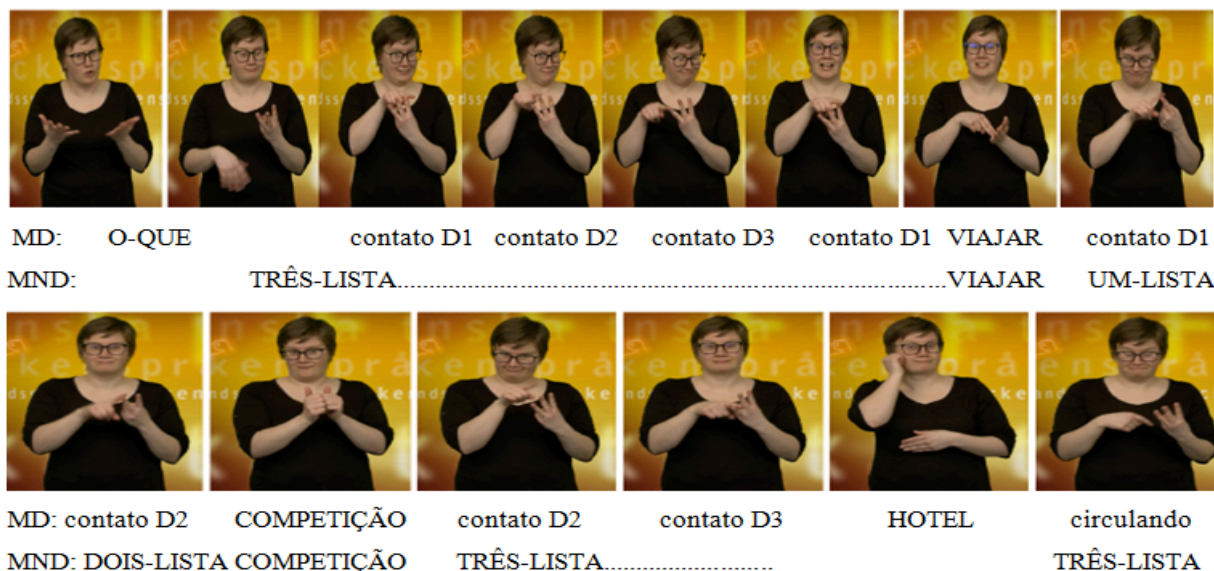 MD: O-QUE contato D1 contato D2 contato D3 contato D1 VIAJAR contato D1
MND: TRÊS-LISTA..........................................................................................VIAJAR UM-LISTA
MD: contato D2 COMPETIÇÃO contato D2 contato D3 HOTEL circulando
MND: DOIS-LISTA COMPETIÇÃO TRÊS-LISTA........................... TRÊS-LISTA